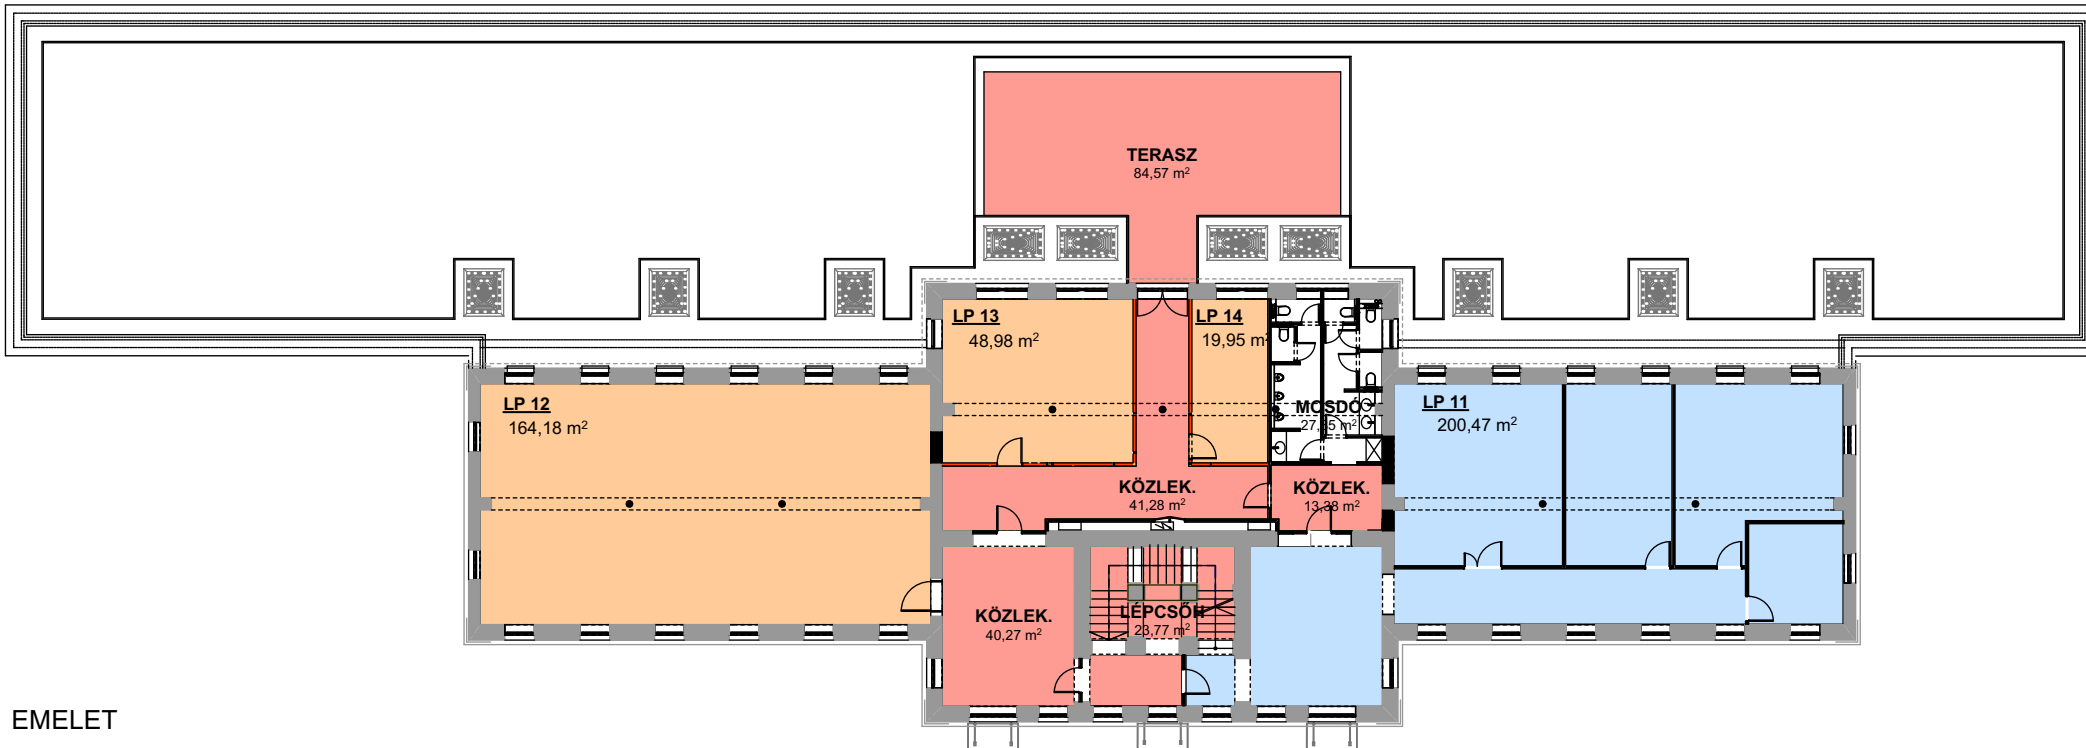 TERASZ
84,57 m²
LP 13
48,98 m²
LP 14
19,95 m²
LP 12
164,18 m²
MOSDÓ
m²
LP 11
200,47 m²
KÖZLEK.
41,28 m²
KÖZLEK.
13,38 m²
KÖZLEK.
40,27 m²
LÉPCSŐH
23,77 m²
EMELET